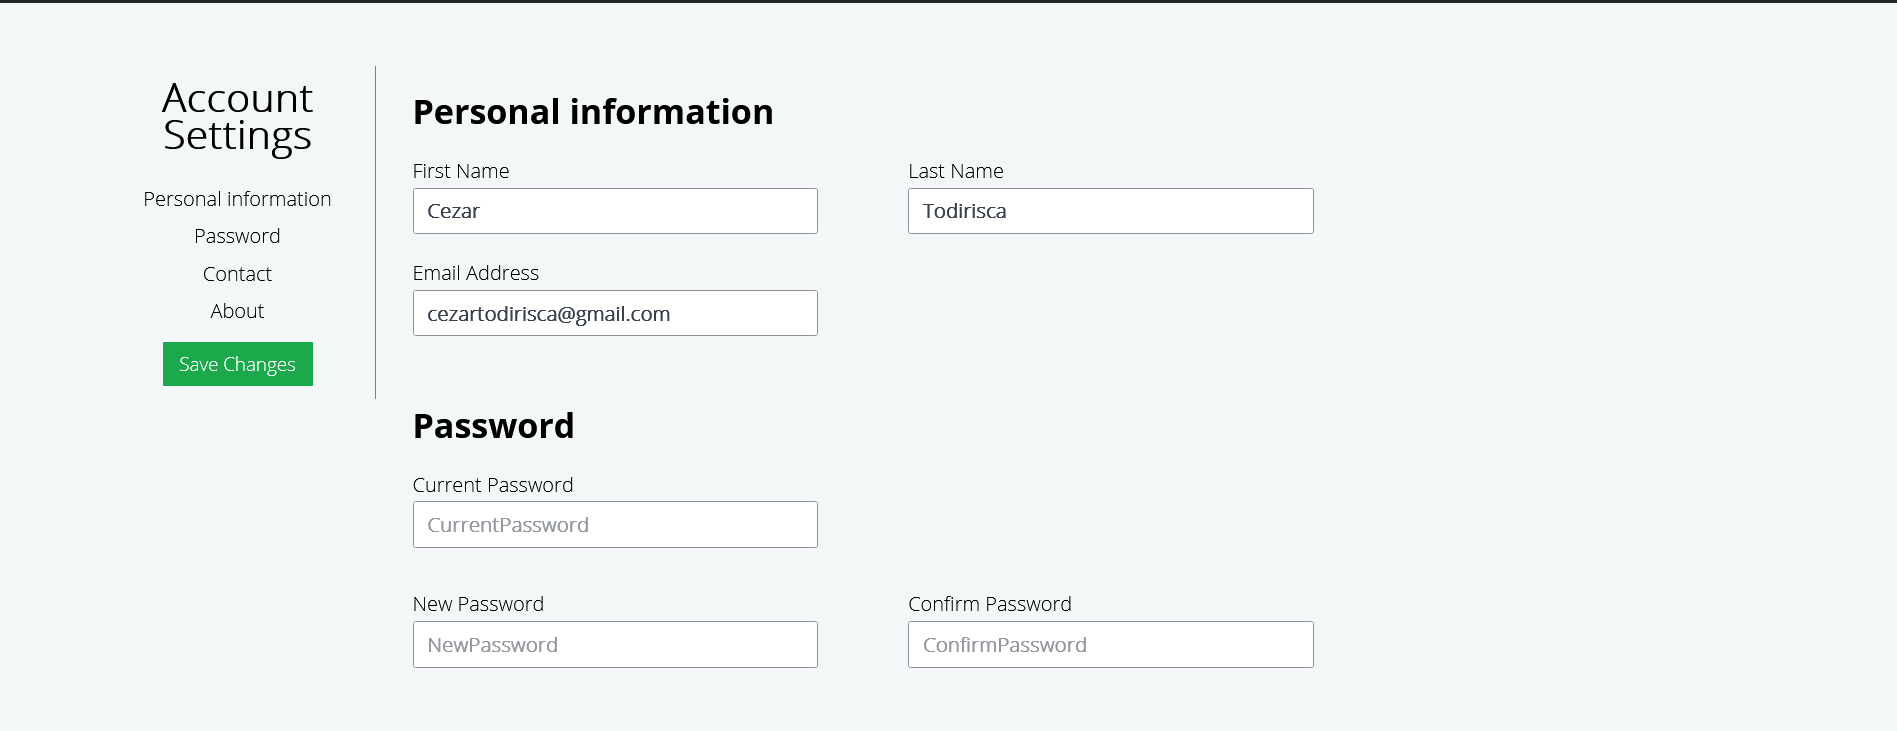 Account
Settings
Personal information
Password
Contact
About
Save Changes
Personal information
First Name
Last Name
Cezar
Todirisca
Email Address
cezartodirisca@gmail.com
Password
Current Password
CurrentPassword
New Password
Confirm Password
NewPassword
ConfirmPassword